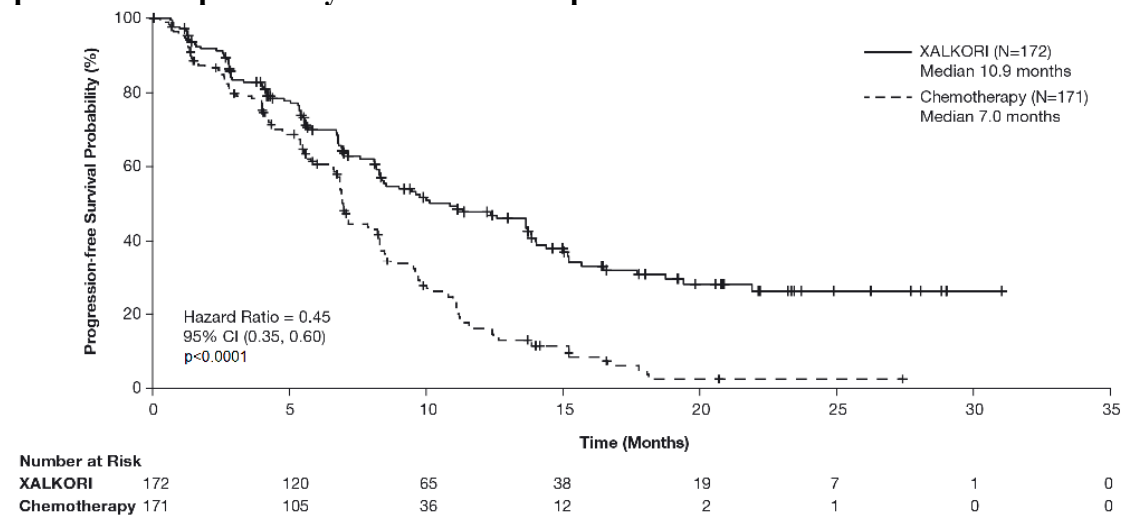 100
80
60
40
20
0
Progression-free Survival Probability (%)
XALKORI (N=172)
Median 10.9 months
Chemotherapy (N=171)
Median 7.0 months
Hazard Ratio = 0.45
95% CI (0.35, 0.60)
p<0.0001
0 5 10 15 20 25 30 35
Time (Months)
Number at Risk
XALKORI 172 120 65 38 19 7 1 0
Chemotherapy 171 105 36 12 2 1 0 0